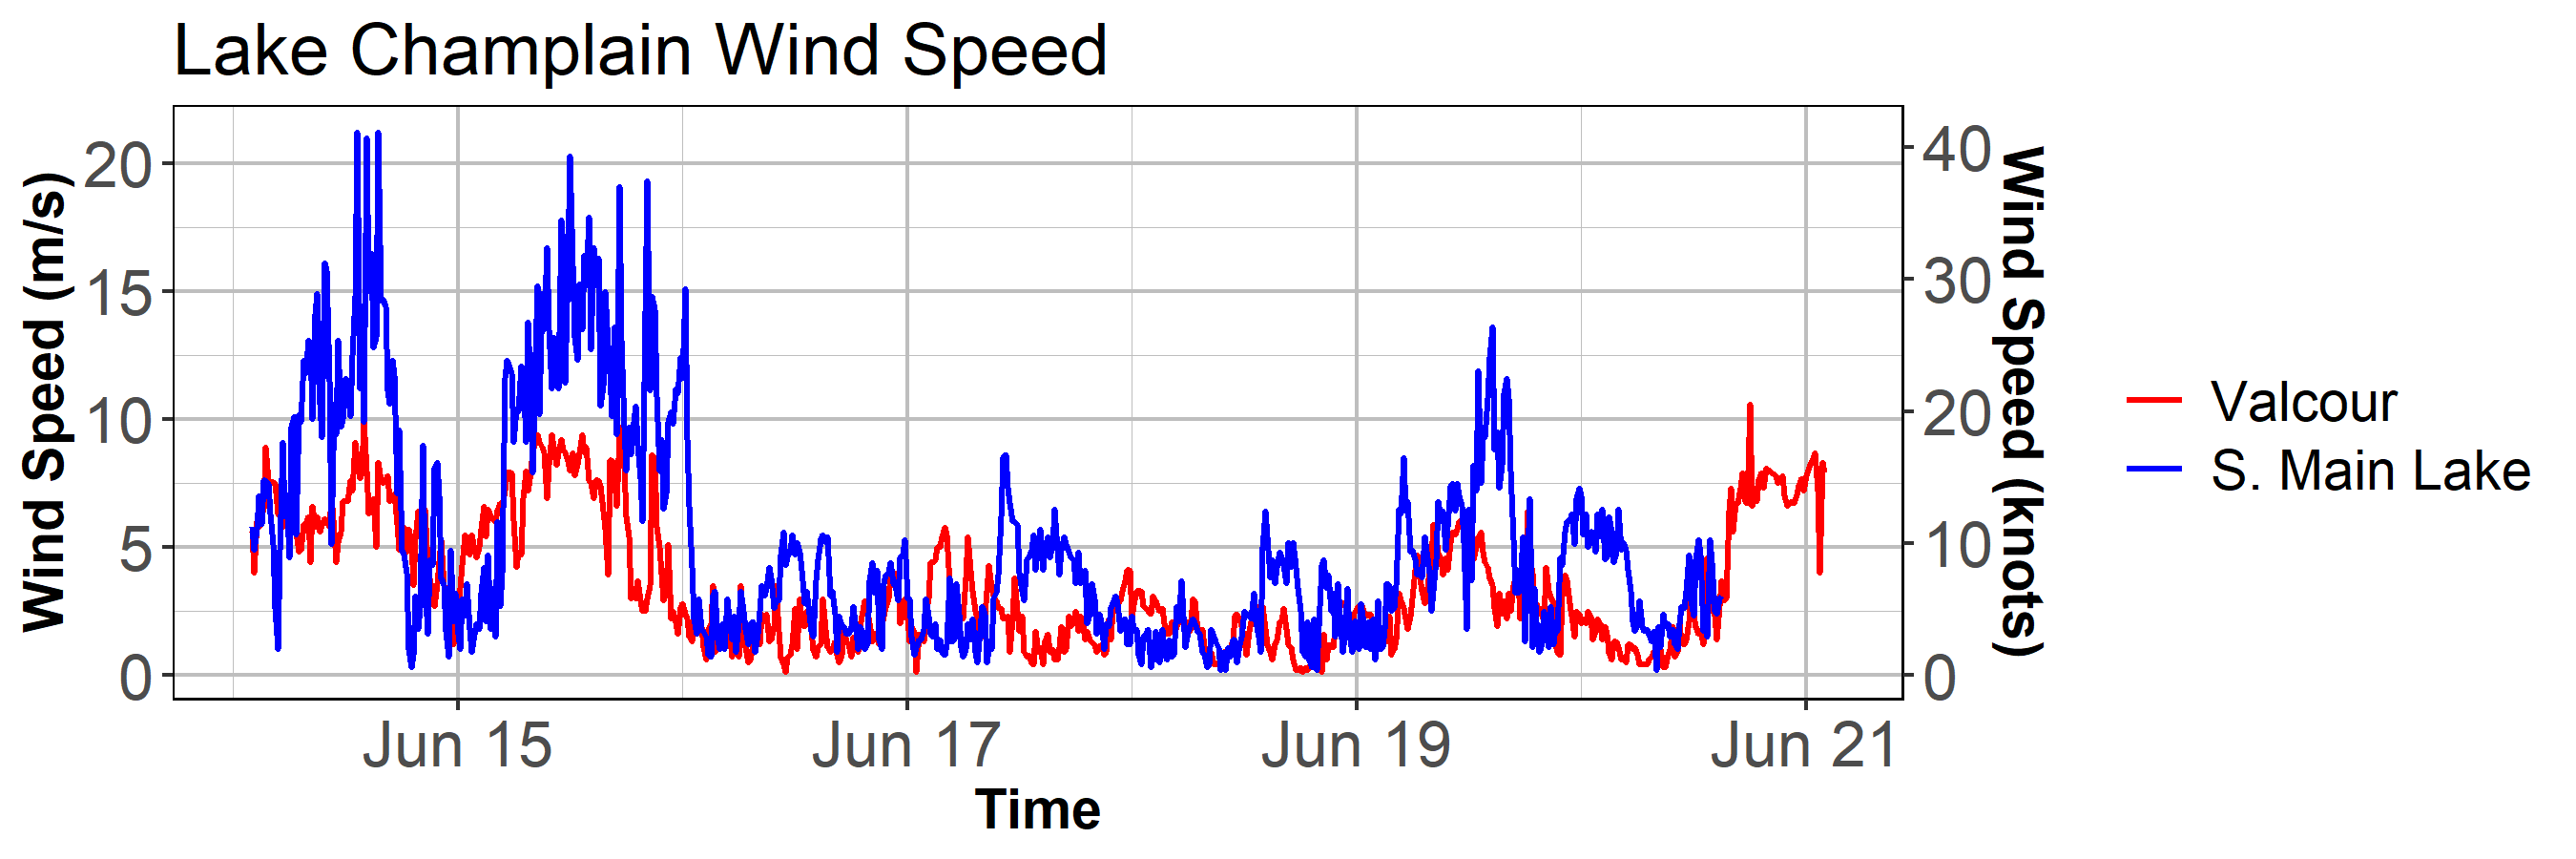 Lake Champlain Wind Speed
Wind Speed (m/s)
20
15
10
5
0
40
30
20
10
0
Wind Speed (knots)
Jun 15
Jun 17
Jun 19
Jun 21
Time
Valcour
S. Main Lake